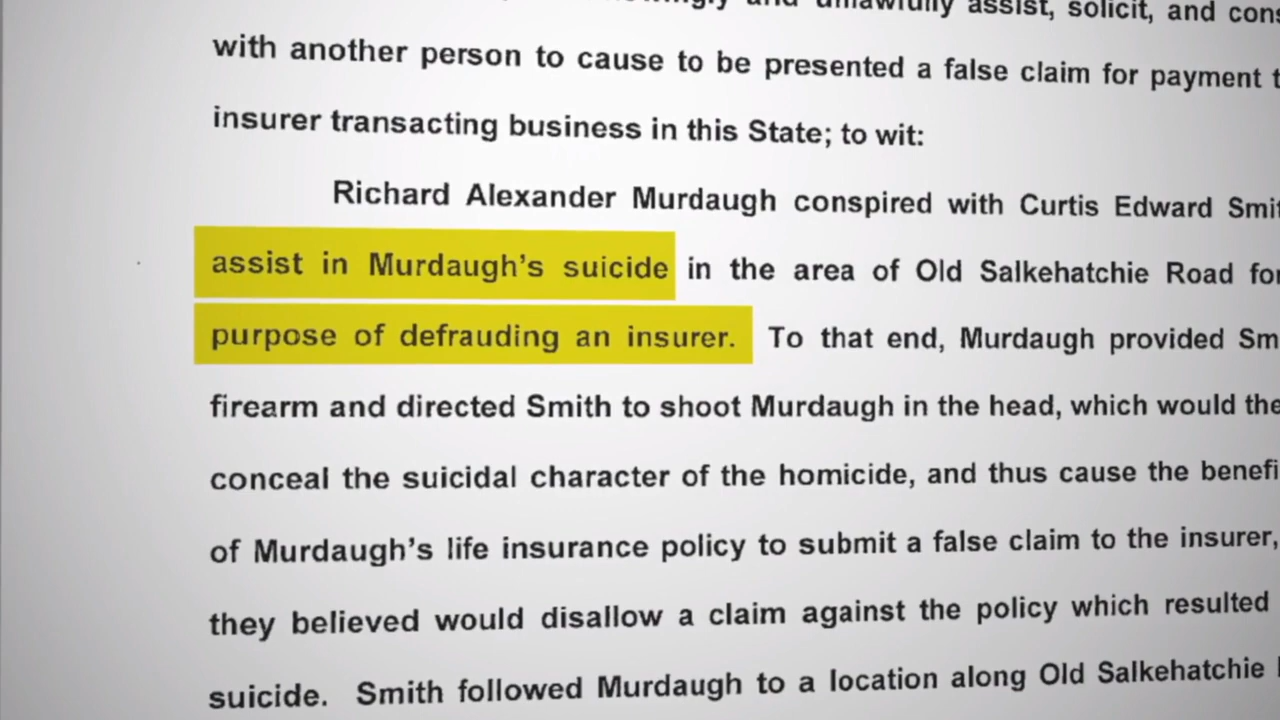 and unlawfully assist, solicit, and
with another person to cause to be presented a false claim for payment
insurer transacting business in this State; to wit:
Richard Alexander Murdaugh conspired with Curtis Edward
assist in Murdaugh's suicide in the area of Old Salkehatchie Road
purpose of defrauding an insurer. To that end, Murdaugh provided
firearm and directed Smith to shoot Murdaugh in the head, which would
conceal the suicidal character of the homicide, and thus cause the
of Murdaugh's life insurance policy to submit a false claim to the insurer,
they believed would disallow a claim against the policy which resulted
suicide. Smith followed Murdaugh to a location along Old Salkehatchie